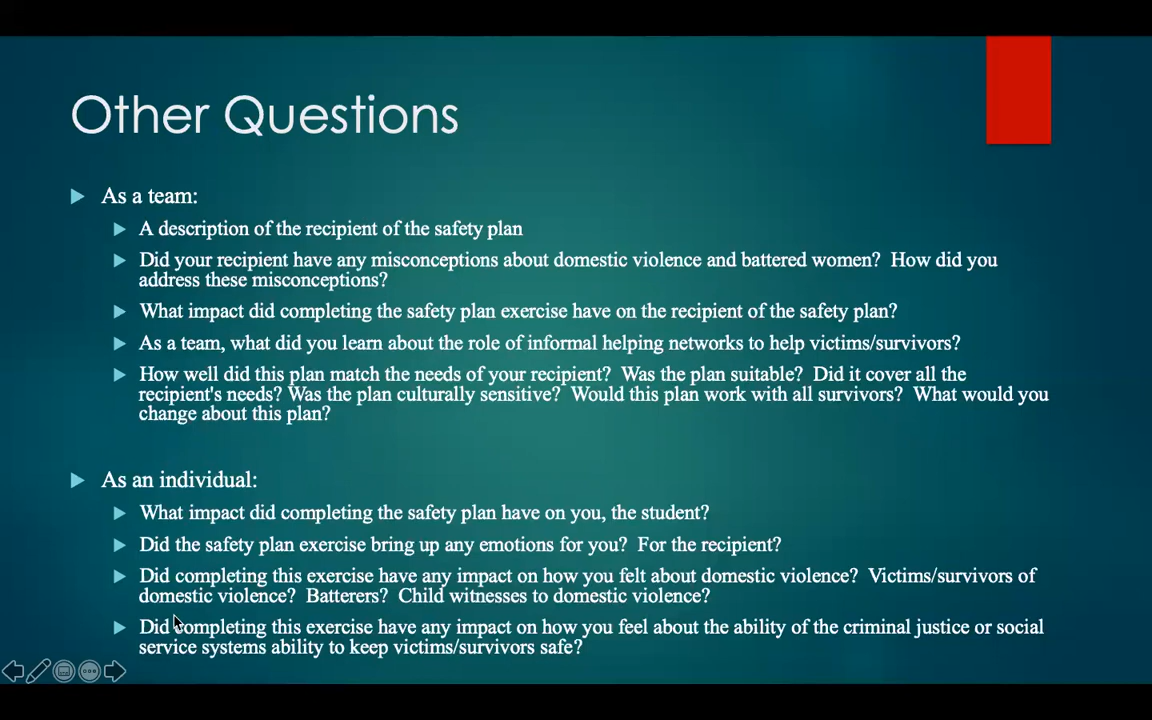 Other Questions
As a team:
A description of the recipient of the safety plan
Did your recipient have any misconceptions about domestic violence and battered women?  How did you
address these misconceptions?
What impact did completing the safety plan exercise have on the recipient of the safety plan?
As a team, what did you learn about the role of informal helping networks to help victims/survivors?
How well did this plan match the needs of your recipient?  Was the plan suitable?  Did it cover all the
recipient's needs? Was the plan culturally sensitive?  Would this plan work with all survivors?  What would you
change about this plan?
As an individual:
What impact did completing the safety plan have on you, the student?
Did the safety plan exercise bring up any emotions for you?  For the recipient?
Did completing this exercise have any impact on how you felt about domestic violence?  Victims/survivors of
domestic violence?  Batterers?  Child witnesses to domestic violence?
Did completing this exercise have any impact on how you feel about the ability of the criminal justice or social
service systems ability to keep victims/survivors safe?